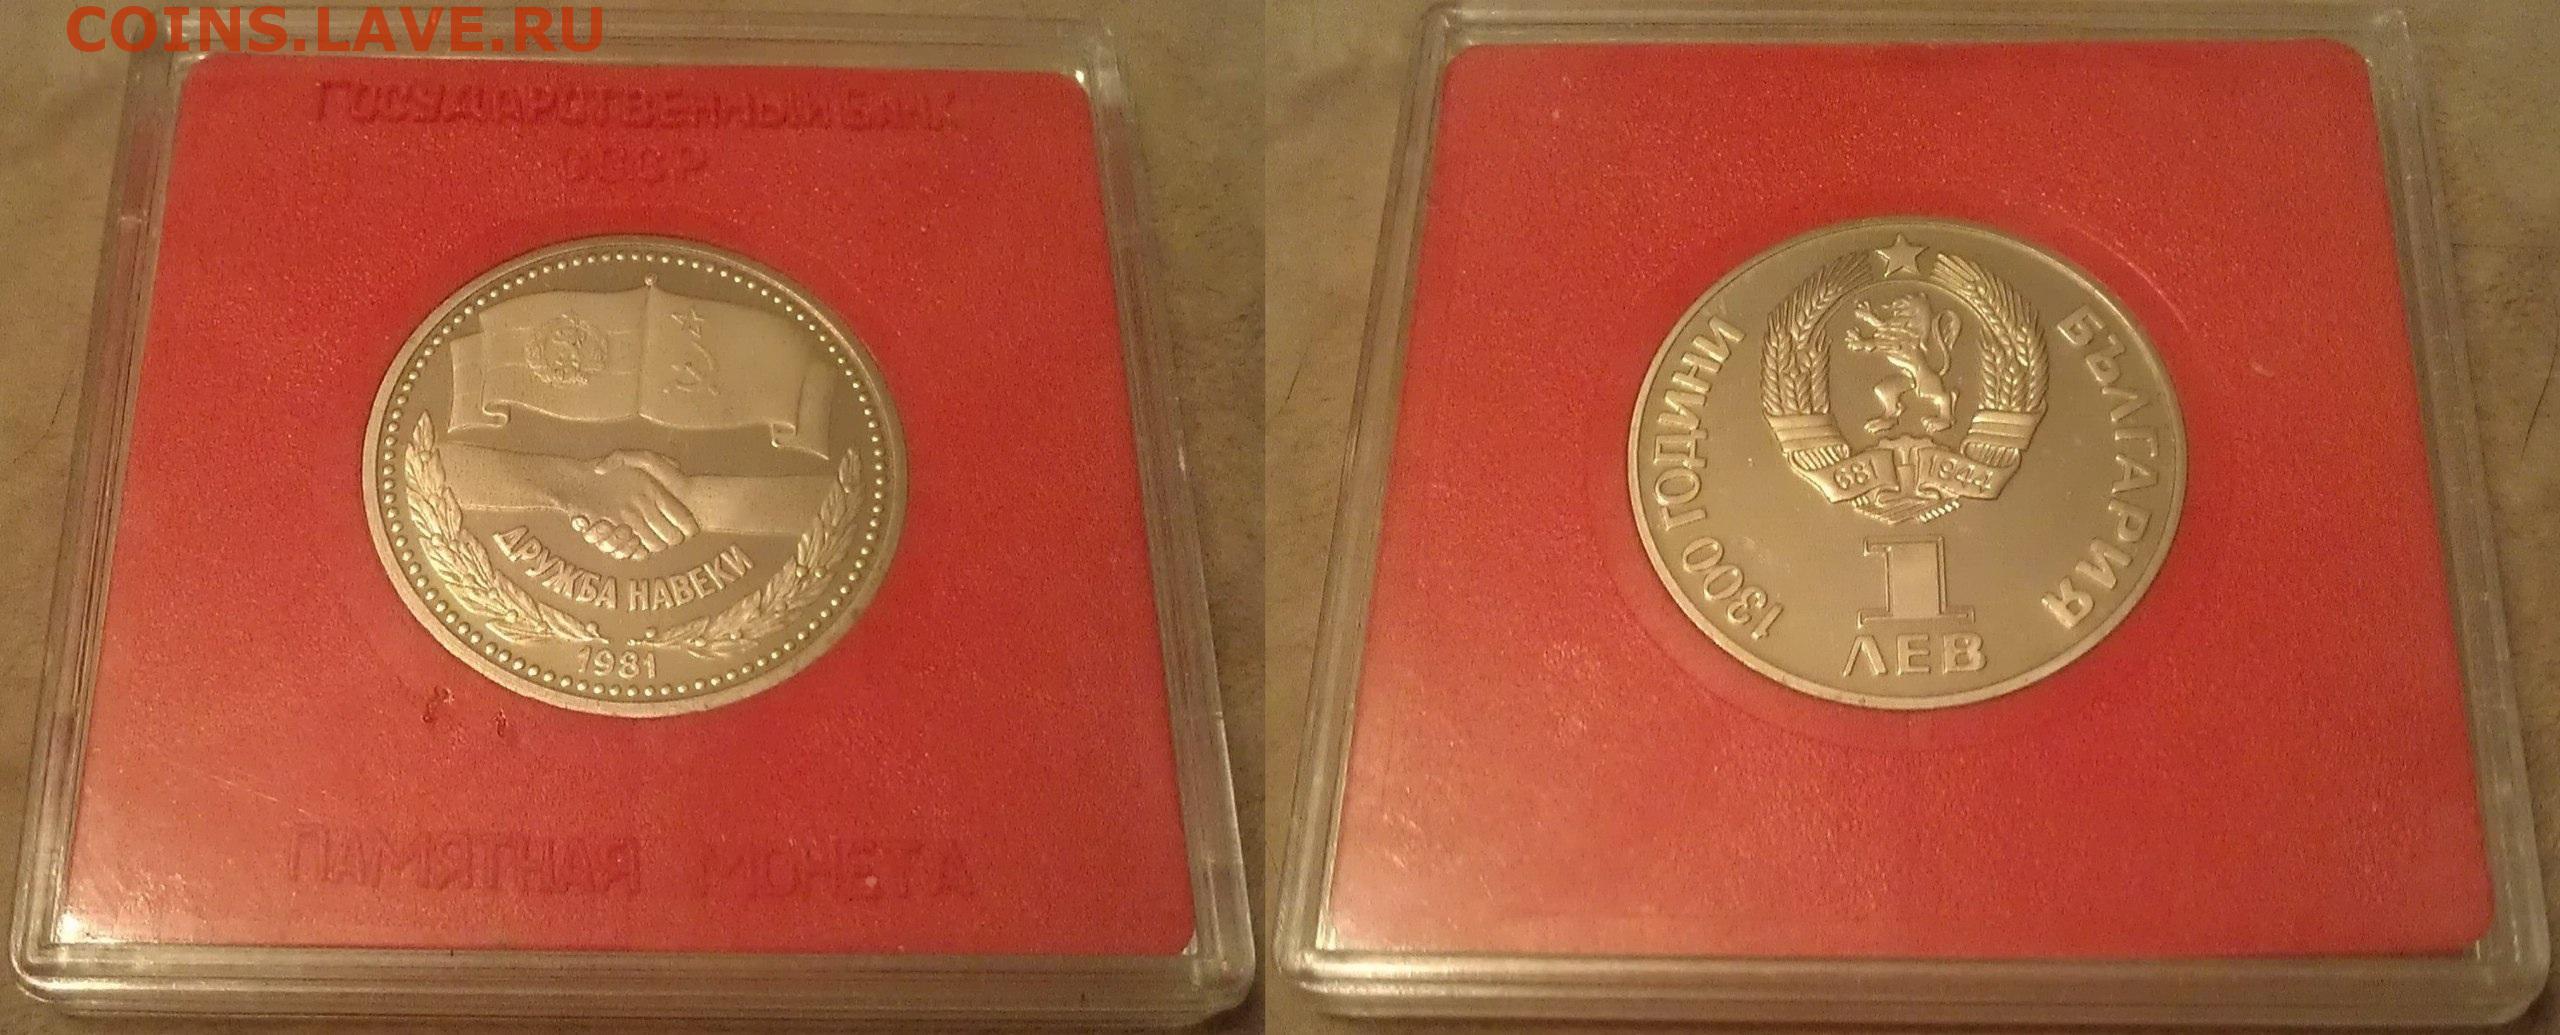 COINS.LAVE.RU
ГОСУДАРСТВЕННЫЙ БАНК
СССР
ДРУЖБА НАВЕКИ
1981
ПАМЯТНАЯ МОНЕТА
1300 ГОДИНИ
БЪЛГАРИЯ
681 1944
1
ЛЕВ